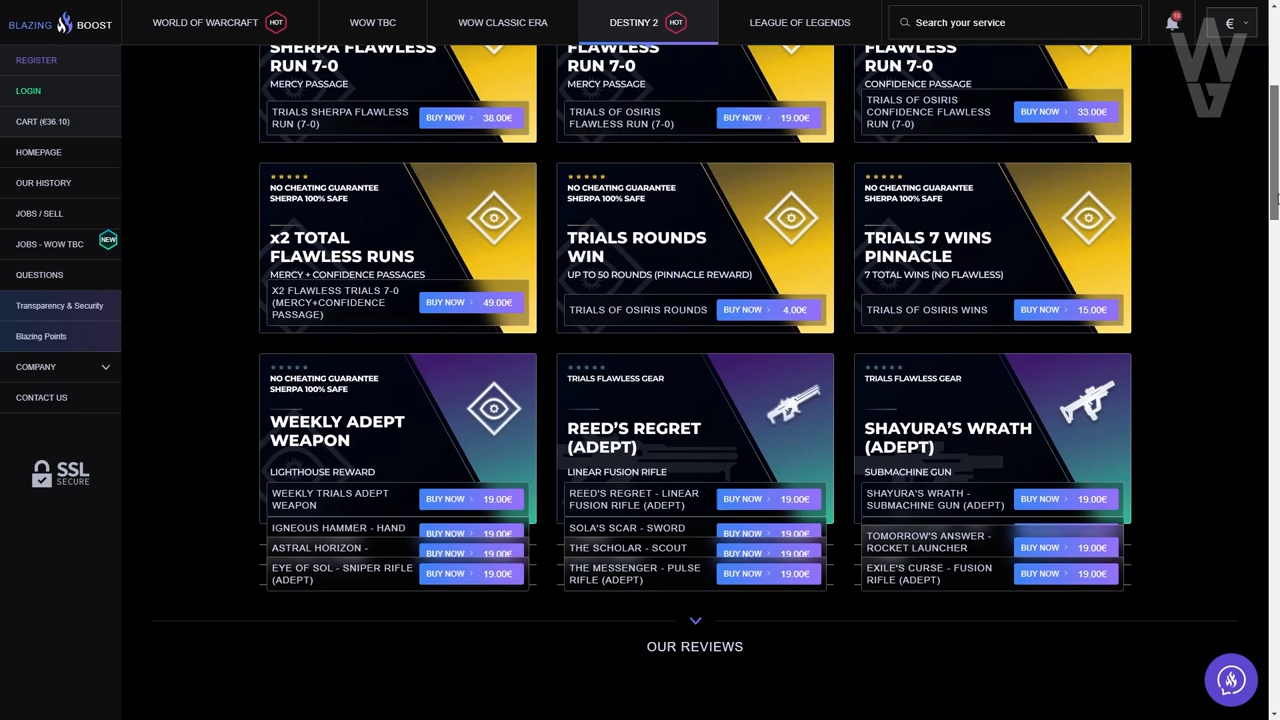 BLAZING BOOST
WORLD OF WARCRAFT HOT
WOW TBC
WOW CLASSIC ERA
DESTINY 2 HOT
LEAGUE OF LEGENDS
Search your service
10
€
REGISTER
LOGIN
CART (€36.10)
HOMEPAGE
OUR HISTORY
JOBS / SELL
JOBS - WOW TBC NEW
QUESTIONS
Transparency & Security
Blazing Points
COMPANY
CONTACT US
SSL
SECURE
SHERPA FLAWLESS
RUN 7-0
MERCY PASSAGE
TRIALS SHERPA FLAWLESS
RUN (7-0)
BUY NOW 38.00€
FLAWLESS
RUN 7-0
MERCY PASSAGE
TRIALS OF OSIRIS
FLAWLESS RUN (7-0)
BUY NOW 19.00€
FLAWLESS
RUN 7-0
CONFIDENCE PASSAGE
TRIALS OF OSIRIS
CONFIDENCE FLAWLESS
RUN (7-0)
BUY NOW 33.00€
NO CHEATING GUARANTEE
SHERPA 100% SAFE
x2 TOTAL
FLAWLESS RUNS
MERCY + CONFIDENCE PASSAGES
X2 FLAWLESS TRIALS 7-0
(MERCY+CONFIDENCE
PASSAGE)
BUY NOW 49.00€
NO CHEATING GUARANTEE
SHERPA 100% SAFE
TRIALS ROUNDS
WIN
UP TO 50 ROUNDS (PINNACLE REWARD)
TRIALS OF OSIRIS ROUNDS
BUY NOW 4.00€
NO CHEATING GUARANTEE
SHERPA 100% SAFE
TRIALS 7 WINS
PINNACLE
7 TOTAL WINS (NO FLAWLESS)
TRIALS OF OSIRIS WINS
BUY NOW 15.00€
NO CHEATING GUARANTEE
SHERPA 100% SAFE
WEEKLY ADEPT
WEAPON
LIGHTHOUSE REWARD
WEEKLY TRIALS ADEPT
WEAPON
BUY NOW 19.00€
IGNEOUS HAMMER - HAND
BUY NOW 19.00€
ASTRAL HORIZON -
BUY NOW 19.00€
EYE OF SOL - SNIPER RIFLE
(ADEPT)
BUY NOW 19.00€
TRIALS FLAWLESS GEAR
REED'S REGRET
(ADEPT)
LINEAR FUSION RIFLE
REED'S REGRET - LINEAR
FUSION RIFLE (ADEPT)
BUY NOW 19.00€
SOLA'S SCAR - SWORD
BUY NOW 19.00€
THE SCHOLAR - SCOUT
BUY NOW 19.00€
THE MESSENGER - PULSE
RIFLE (ADEPT)
BUY NOW 19.00€
TRIALS FLAWLESS GEAR
SHAYURA'S WRATH
(ADEPT)
SUBMACHINE GUN
SHAYURA'S WRATH -
SUBMACHINE GUN (ADEPT)
BUY NOW 19.00€
TOMORROW'S ANSWER -
ROCKET LAUNCHER
BUY NOW 19.00€
EXILE'S CURSE - FUSION
RIFLE (ADEPT)
BUY NOW 19.00€
OUR REVIEWS